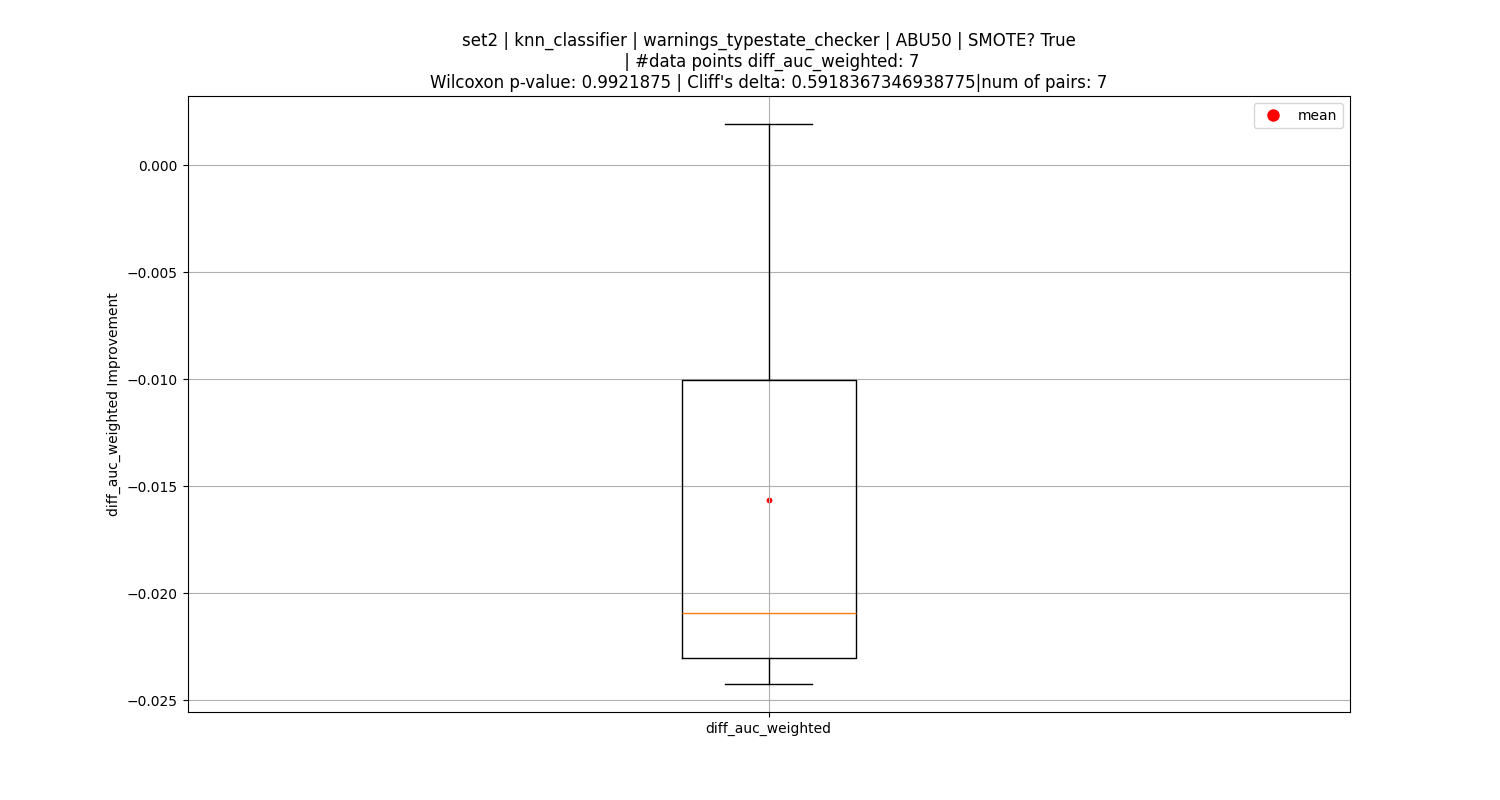 set2 | knn_classifier | warnings_typestate_checker | ABU50 | SMOTE? True
| #data points diff_auc_weighted: 7
Wilcoxon p-value: 0.9921875 | Cliff's delta: 0.5918367346938775|num of pairs: 7
mean
0.000
−0.005
−0.010
−0.015
−0.020
−0.025
diff_auc_weighted Improvement
diff_auc_weighted